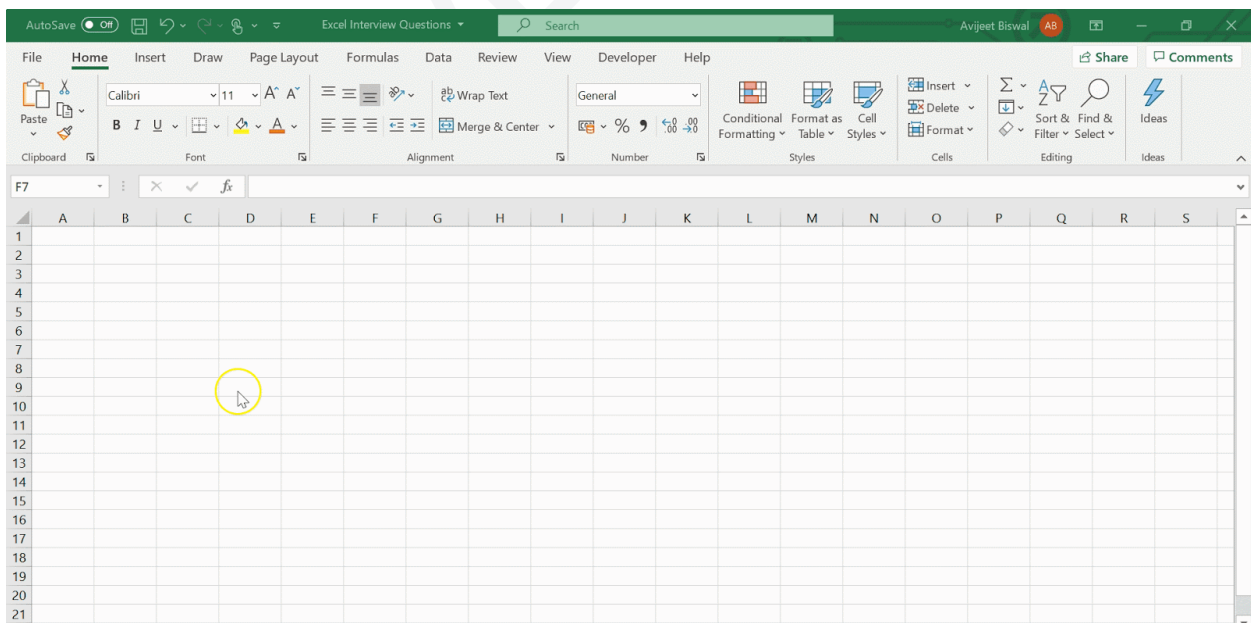 AutoSave Off Excel Interview Questions Search Avijeet Biswal AB
File Home Insert Draw Page Layout Formulas Data Review View Developer Help Share Comments
Paste Calibri 11 A A ab Wrap Text General Conditional Formatting Format as Table Cell Styles Insert Σ Sort & Filter Find & Select Ideas
B I U A Merge & Center % Delete
Format
Clipboard Font Alignment Number Styles Cells Editing Ideas
F7 fx
A B C D E F G H I J K L M N O P Q R S
1
2
3
4
5
6
7
8
9
10
11
12
13
14
15
16
17
18
19
20
21